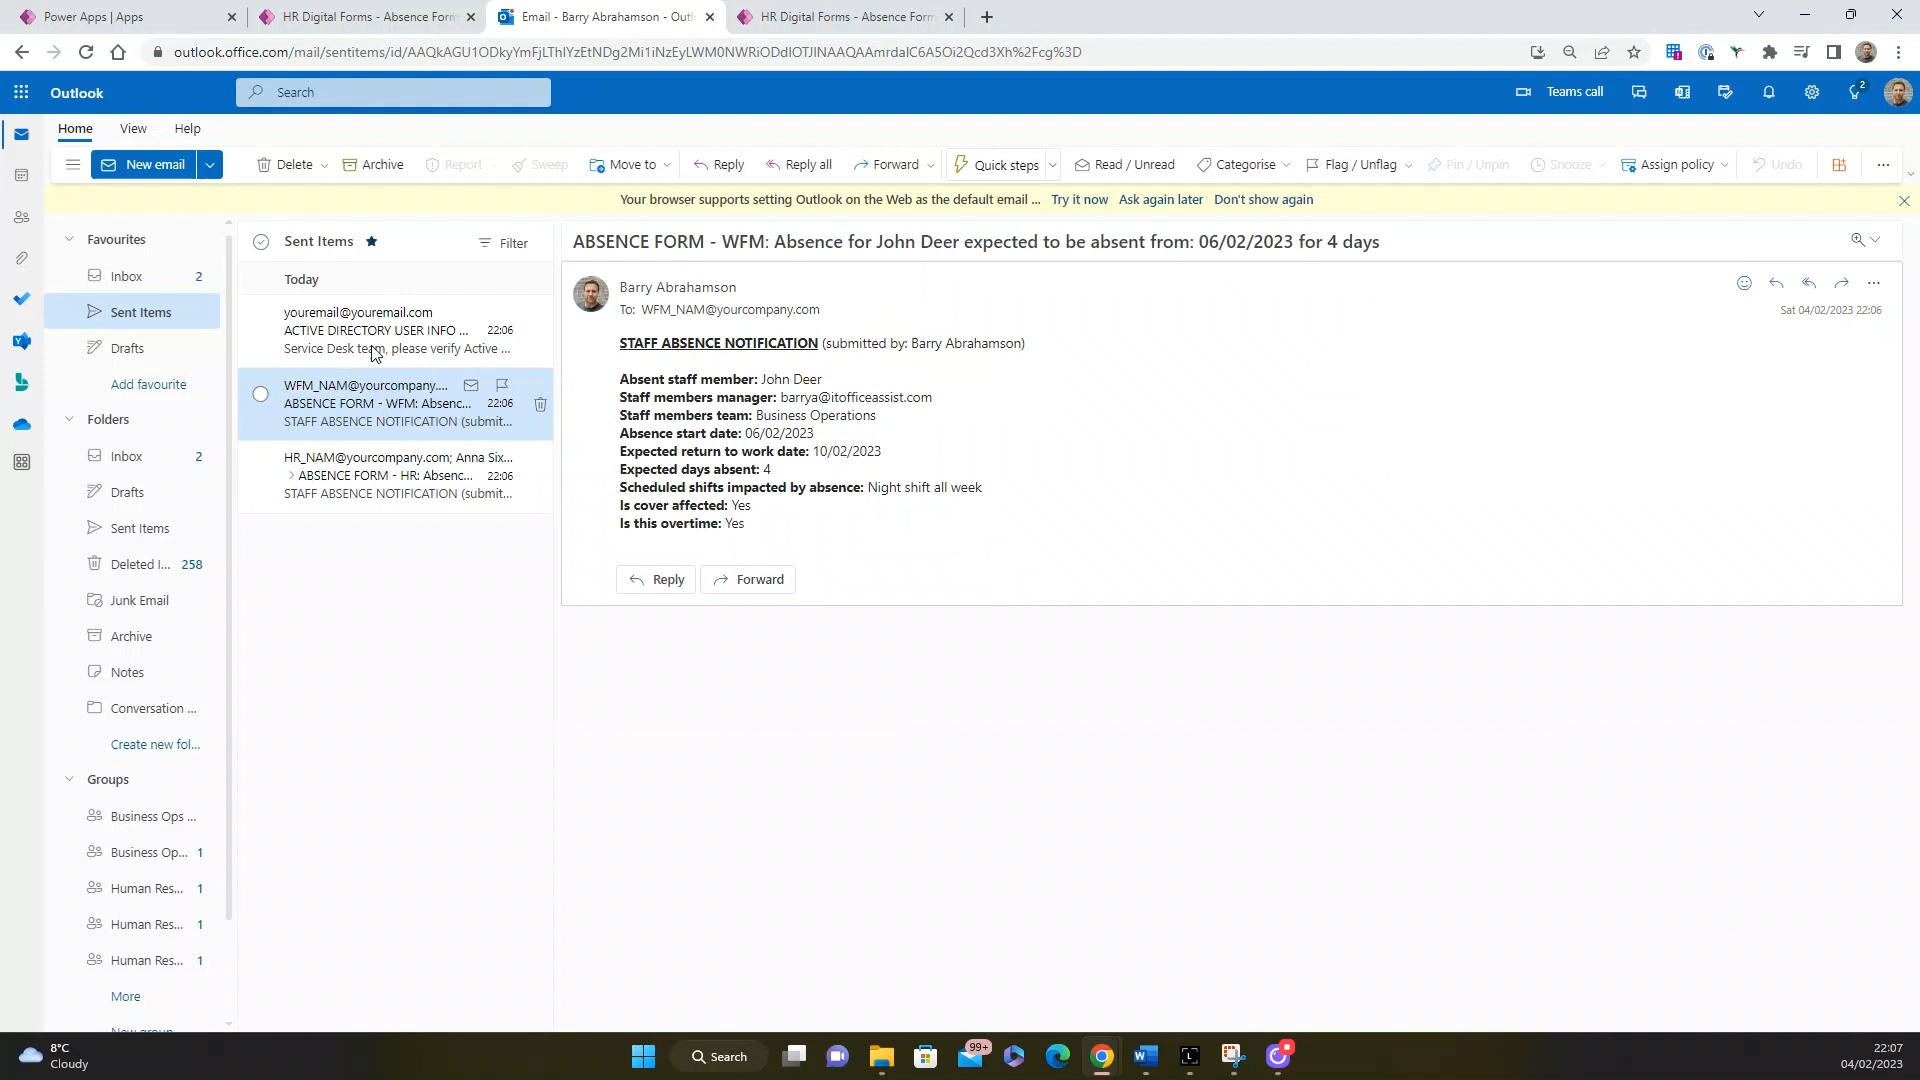 Power Apps | Apps
HR Digital Forms - Absence Form
Email - Barry Abrahamson - Outl
HR Digital Forms - Absence Form
outlook.office.com/mail/sentitems/id/
Outlook
Search
Teams call
2
Home View Help
New email Delete Archive Report Sweep Move to Reply Reply all Forward Quick steps Read / Unread Categorise Flag / Unflag Pin / Unpin Snooze Assign policy Undo
Your browser supports setting Outlook on the Web as the default email ... Try it now Ask again later Don't show again
Favourites
Inbox 2
Sent Items
Drafts
Add favourite
Folders
Inbox 2
Drafts
Sent Items
Deleted I... 258
Junk Email
Archive
Notes
Conversation ...
Create new fol...
Groups
Business Ops ...
Business Op... 1
Human Res... 1
Human Res... 1
Human Res... 1
More
New group
Sent Items
Filter
Today
youremail@youremail.com
ACTIVE DIRECTORY USER INFO ... 22:06
Service Desk team, please verify Active ...
WFM_NAM@yourcompany....
ABSENCE FORM - WFM: Absenc... 22:06
STAFF ABSENCE NOTIFICATION (submit...
HR_NAM@yourcompany.com; Anna Six...
ABSENCE FORM - HR: Absenc... 22:06
STAFF ABSENCE NOTIFICATION (submit...
ABSENCE FORM - WFM: Absence for John Deer expected to be absent from: 06/02/2023 for 4 days
Barry Abrahamson
To: WFM_NAM@yourcompany.com
Sat 04/02/2023 22:06
STAFF ABSENCE NOTIFICATION (submitted by: Barry Abrahamson)
Absent staff member: John Deer
Staff members manager: barrya@itofficeassist.com
Staff members team: Business Operations
Absence start date: 06/02/2023
Expected return to work date: 10/02/2023
Expected days absent: 4
Scheduled shifts impacted by absence: Night shift all week
Is cover affected: Yes
Is this overtime: Yes
Reply Forward
8°C
Cloudy
Search
99+
22:07
04/02/2023